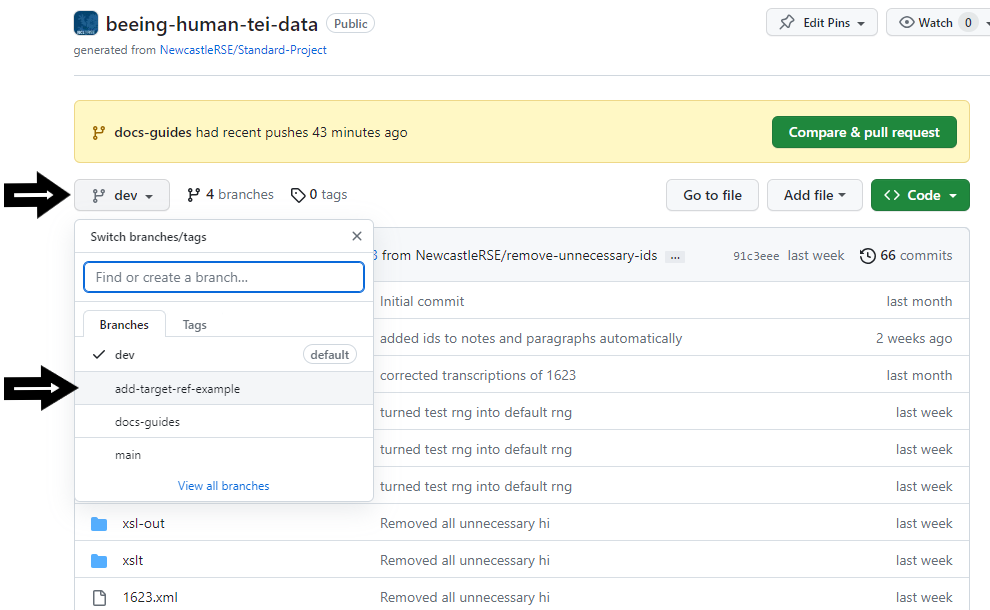 beeing-human-tei-data Public Edit Pins Watch 0
generated from NewcastleRSE/Standard-Project
docs-guides had recent pushes 43 minutes ago Compare & pull request
dev 4 branches 0 tags Go to file Add file <> Code
Switch branches/tags ×
from NewcastleRSE/remove-unnecessary-ids ... 91c3eee last week 66 commits
Find or create a branch...
Initial commit last month
Branches Tags
added ids to notes and paragraphs automatically 2 weeks ago
dev default
corrected transcriptions of 1623 last month
add-target-ref-example
turned test rng into default rng last week
docs-guides
turned test rng into default rng last week
main
View all branches
turned test rng into default rng last week
xsl-out Removed all unnecessary hi last week
xslt Removed all unnecessary hi last week
1623.xml Removed all unnecessary hi last week